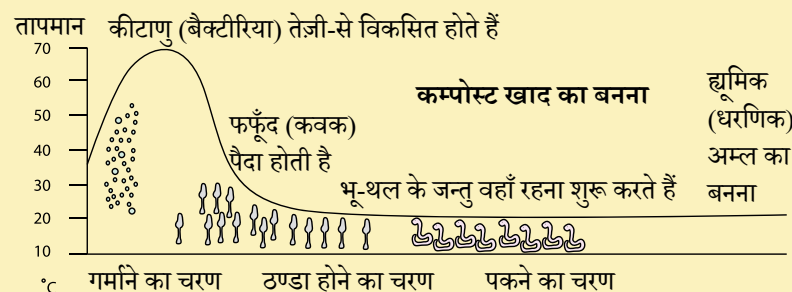 तापमान
कीटाणु (बैक्टीरिया) तेज़ी-से विकसित होते हैं
70
60
50
40
30
20
10
°C
कम्पोस्ट खाद का बनना
फफूँद (कवक)
पैदा होती है
भू-थल के जन्तु वहाँ रहना शुरू करते हैं
ह्यूमिक
(धरणिक)
अम्ल का
बनना
गर्माने का चरण
ठण्डा होने का चरण
पकने का चरण